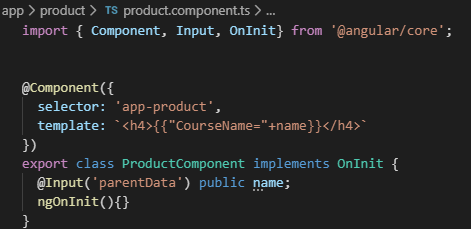 app > product > TS product.component.ts > ...
import { Component, Input, OnInit} from '@angular/core';
@Component({
selector: 'app-product',
template: `<h4>{{"CourseName="+name}}</h4>`
})
export class ProductComponent implements OnInit {
@Input('parentData') public name;
ngOnInit(){}
}